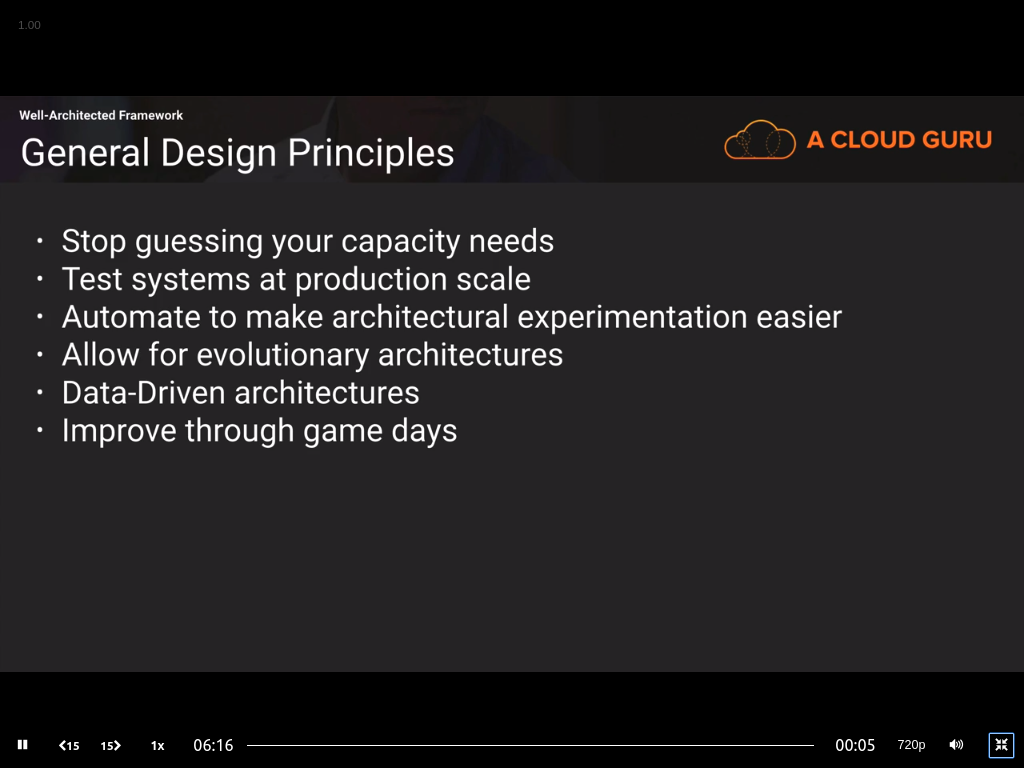 1.00
Well-Architected Framework
General Design Principles
A CLOUD GURU
• Stop guessing your capacity needs
• Test systems at production scale
• Automate to make architectural experimentation easier
• Allow for evolutionary architectures
• Data-Driven architectures
• Improve through game days
15 15 1x 06:16 00:05 720p